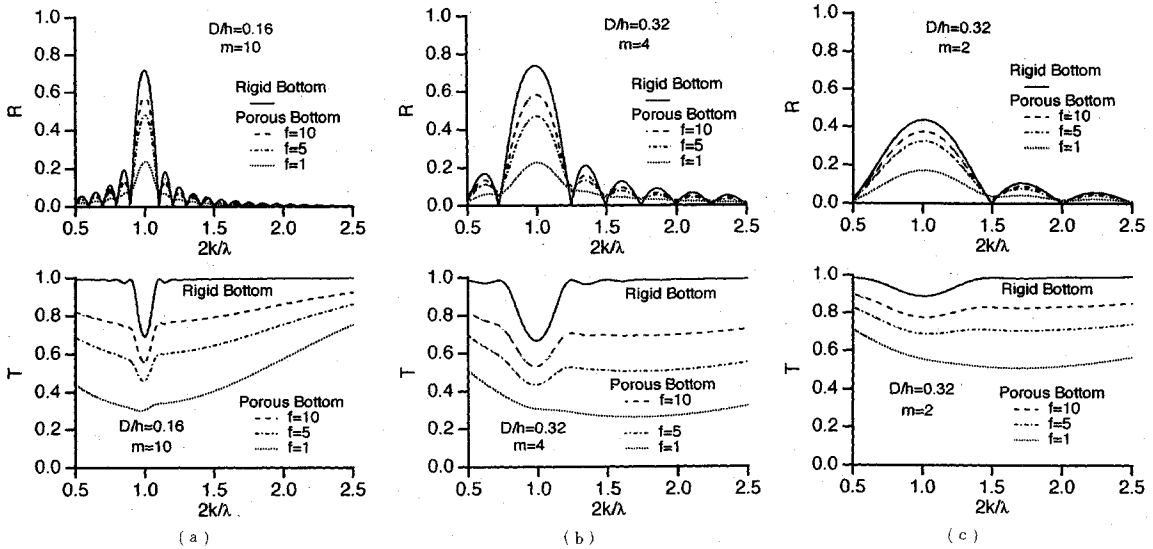 1.0
0.8
0.6
0.4
0.2
0.0
R
D/h=0.16
m=10
Rigid Bottom
Porous Bottom
f=10
f=5
f=1
0.5 1.0 1.5 2.0 2.5
2k/λ
1.0
0.8
0.6
0.4
0.2
0.0
R
D/h=0.32
m=4
Rigid Bottom
Porous Bottom
f=10
f=5
f=1
0.5 1.0 1.5 2.0 2.5
2k/λ
1.0
0.8
0.6
0.4
0.2
0.0
R
D/h=0.32
m=2
Rigid Bottom
Porous Bottom
f=10
f=5
f=1
0.5 1.0 1.5 2.0 2.5
2k/λ
1.0
0.8
0.6
0.4
0.2
0.0
T
Rigid Bottom
Porous Bottom
f=10
f=5
f=1
D/h=0.16
m=10
0.5 1.0 1.5 2.0 2.5
2k/λ
(a)
1.0
0.8
0.6
0.4
0.2
0.0
T
Rigid Bottom
Porous Bottom
f=10
f=5
f=1
D/h=0.32
m=4
0.5 1.0 1.5 2.0 2.5
2k/λ
(b)
1.0
0.8
0.6
0.4
0.2
0.0
T
Rigid Bottom
D/h=0.32
m=2
Porous Bottom
f=10
f=5
f=1
0.5 1.0 1.5 2.0 2.5
2k/λ
(c)